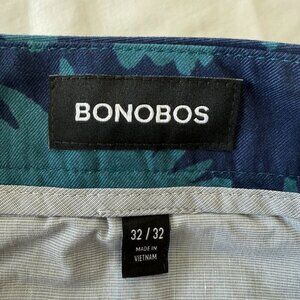 BONOBOS
32 / 32
MADE IN
VIETNAM